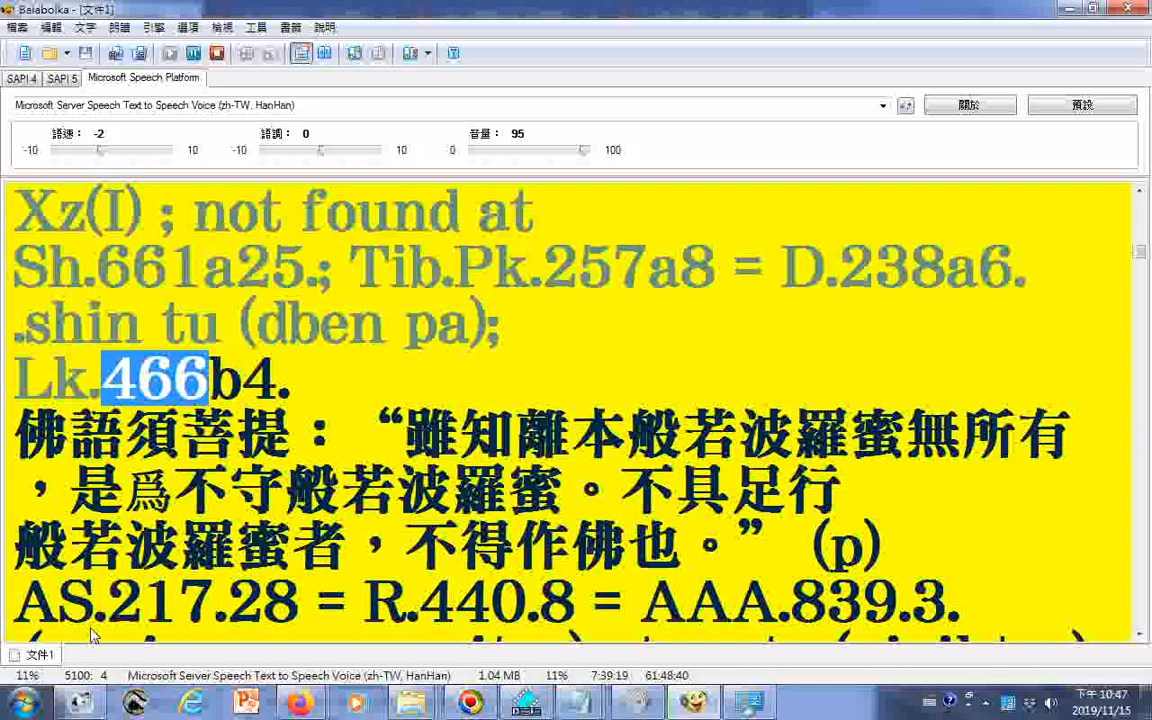 Balabolka - [文件1]
檔案 編輯 文字 朗讀 引擎 選項 檢視 工具 書籤 說明
SAPI 4 SAPI 5 Microsoft Speech Platform
Microsoft Server Speech Text to Speech Voice (zh-TW, HanHan) 關於 預設
語速： -2 語調： 0 音量： 95
-10 10 -10 10 0 100
Xz(I) ; not found at
Sh.661a25.; Tib.Pk.257a8 = D.238a6.
.shin tu (dben pa);
Lk.466b4.
佛語須菩提：“雖知離本般若波羅蜜無所有
，是爲不守般若波羅蜜。不具足行
般若波羅蜜者，不得作佛也。” (p)
AS.217.28 = R.440.8 = AAA.839.3.
文件1
11% 5100: 4 Microsoft Server Speech Text to Speech Voice (zh-TW, HanHan) 1.04 MB 11% 7:39:19 61:48:40
下午 10:47
2019/11/15